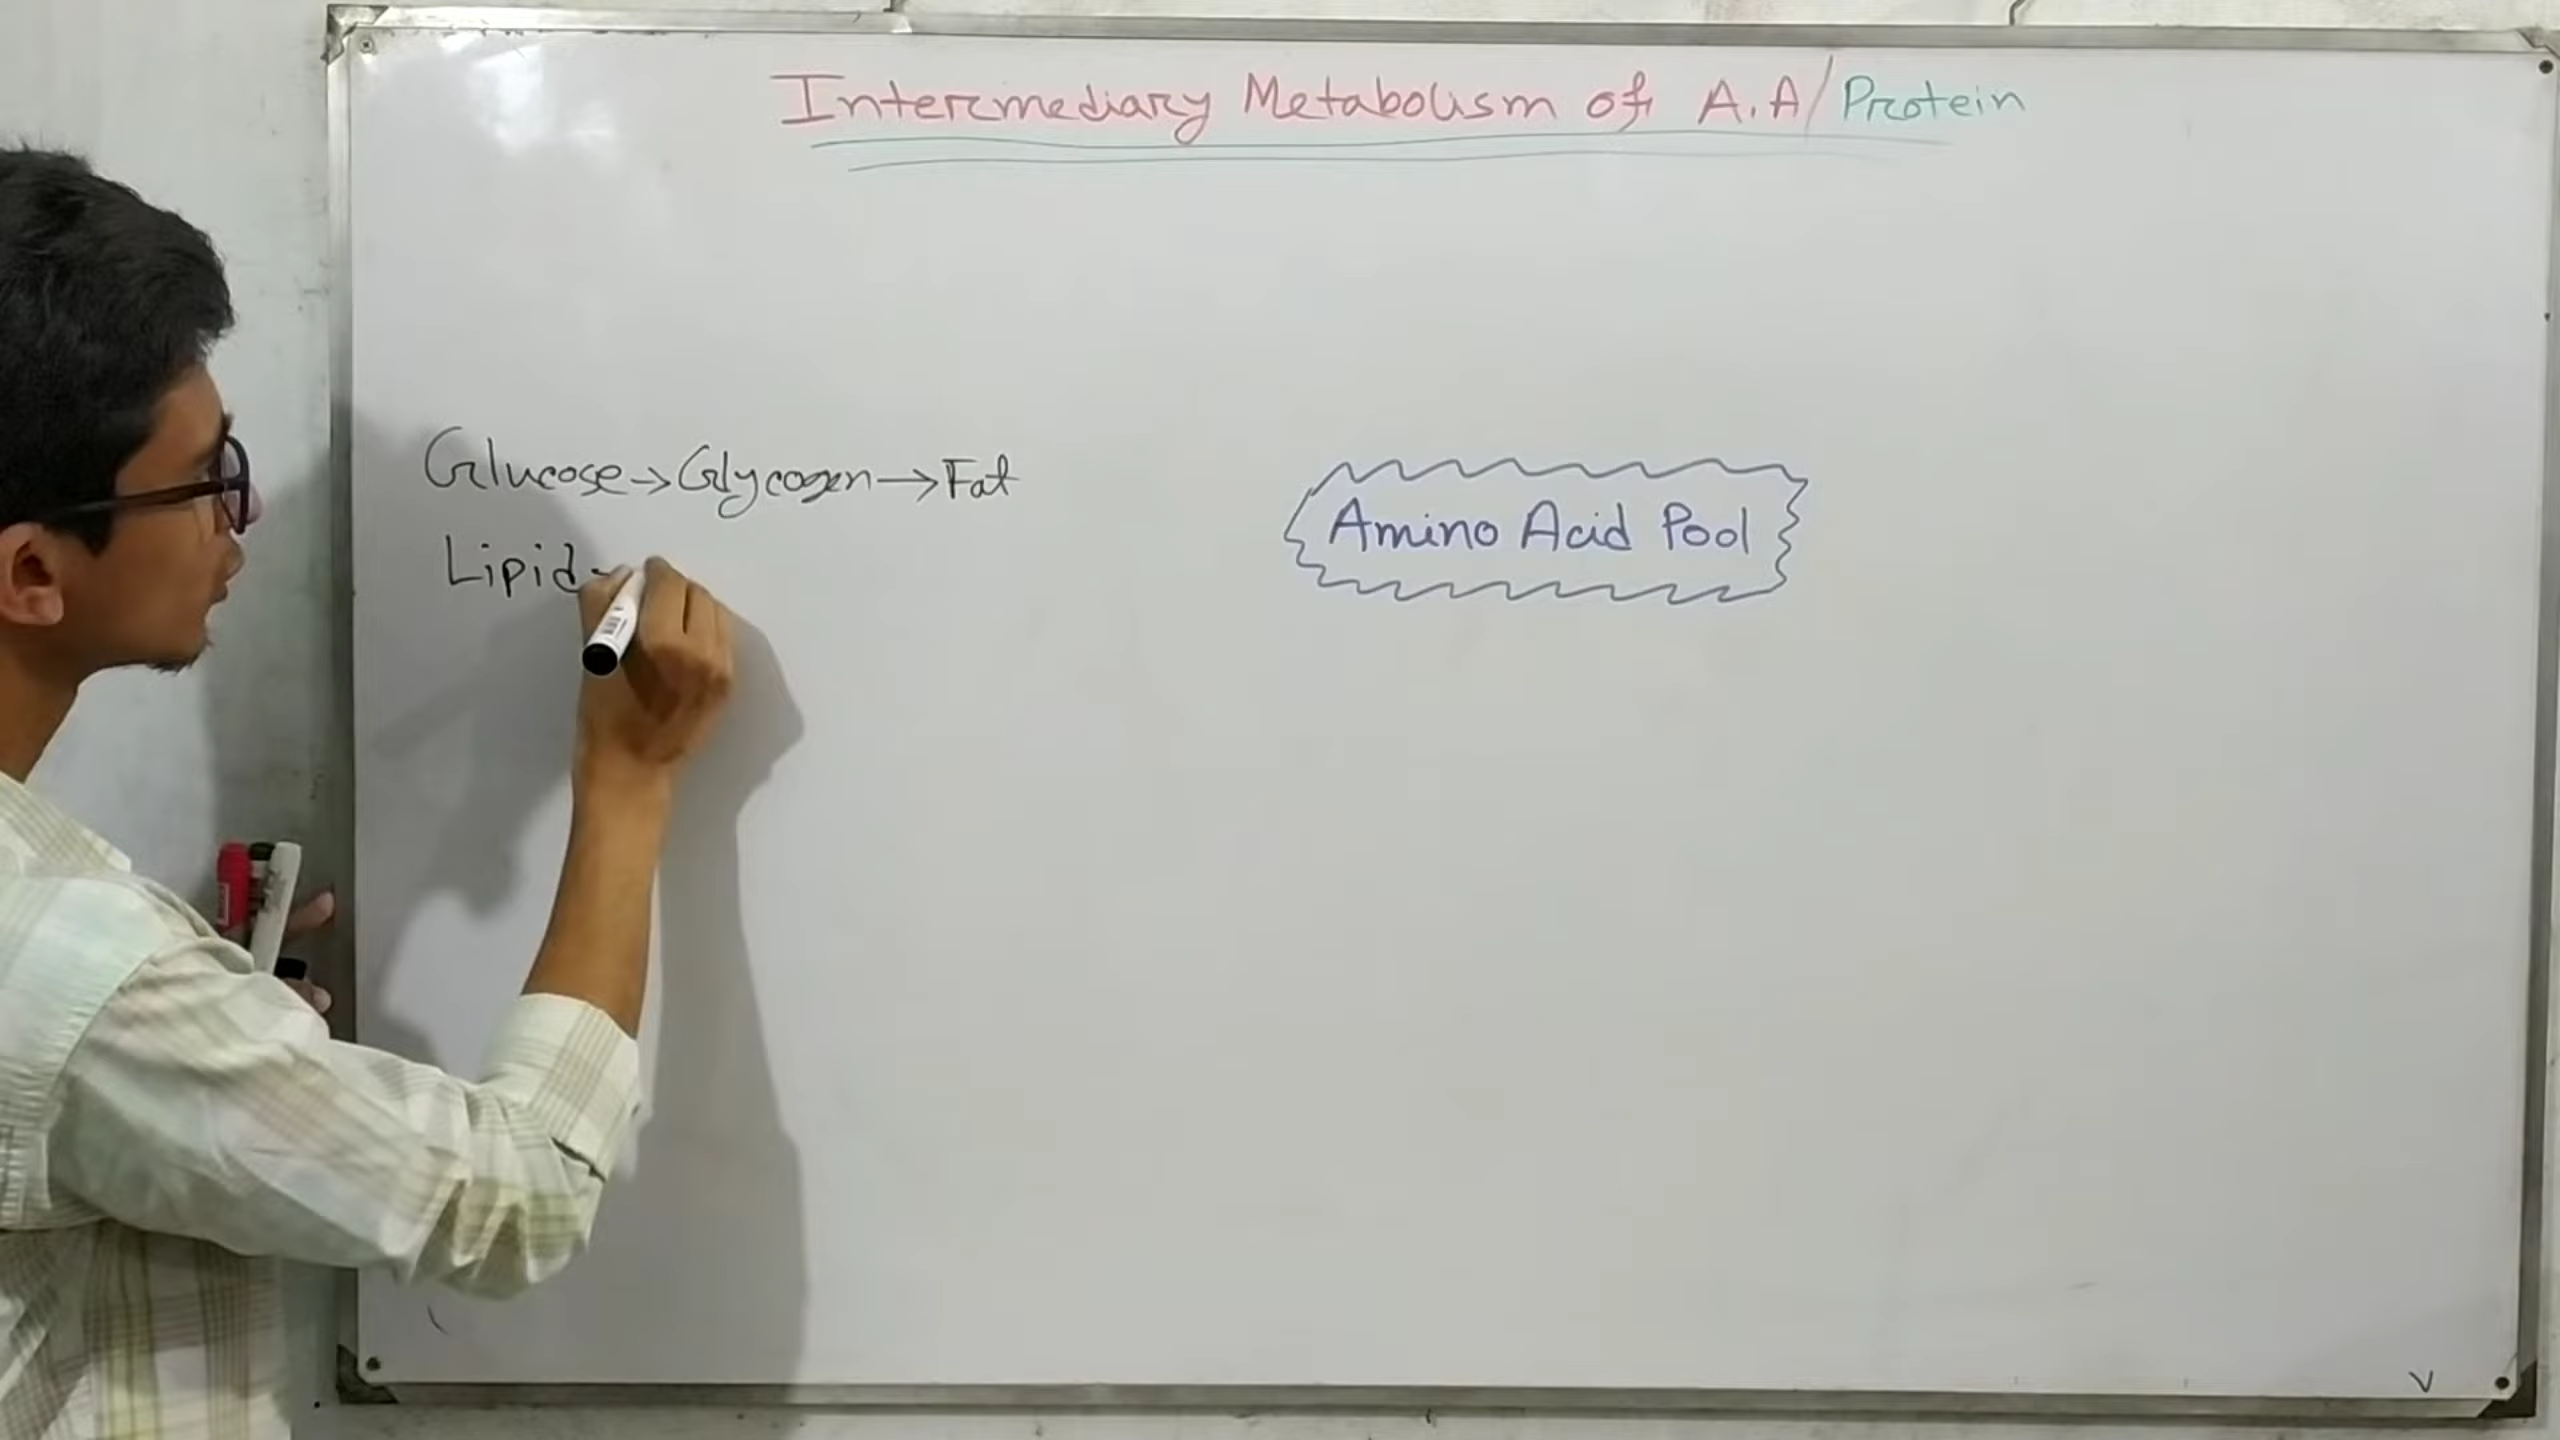 Intermediary Metabolism of A.A/Protein
Glucose→Glycogen→Fat
Lipid
Amino Acid Pool
V